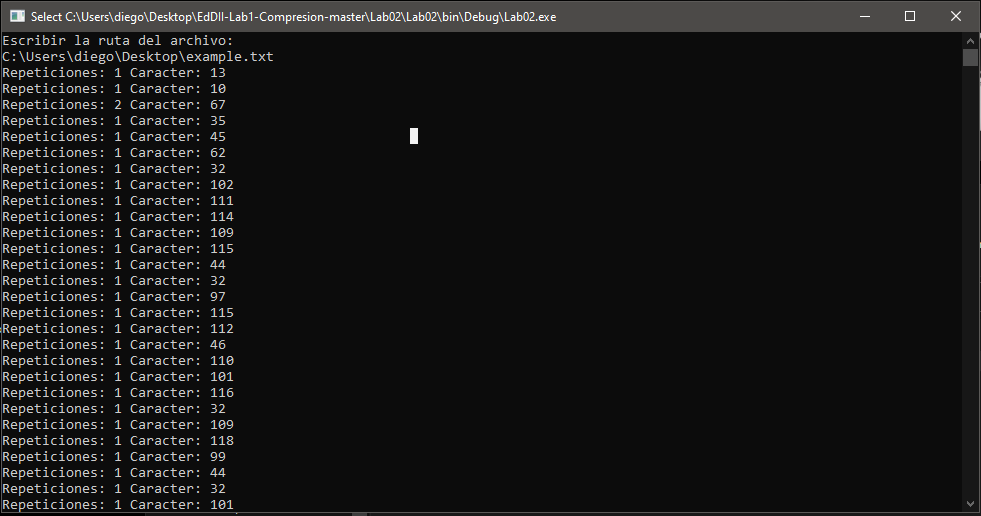 Select C:\Users\diego\Desktop\EdDII-Lab1-Compresion-master\Lab02\Lab02\bin\Debug\Lab02.exe
Escribir la ruta del archivo:
C:\Users\diego\Desktop\example.txt
Repeticiones: 1 Caracter: 13
Repeticiones: 1 Caracter: 10
Repeticiones: 2 Caracter: 67
Repeticiones: 1 Caracter: 35
Repeticiones: 1 Caracter: 45
Repeticiones: 1 Caracter: 62
Repeticiones: 1 Caracter: 32
Repeticiones: 1 Caracter: 102
Repeticiones: 1 Caracter: 111
Repeticiones: 1 Caracter: 114
Repeticiones: 1 Caracter: 109
Repeticiones: 1 Caracter: 115
Repeticiones: 1 Caracter: 44
Repeticiones: 1 Caracter: 32
Repeticiones: 1 Caracter: 97
Repeticiones: 1 Caracter: 115
Repeticiones: 1 Caracter: 112
Repeticiones: 1 Caracter: 46
Repeticiones: 1 Caracter: 110
Repeticiones: 1 Caracter: 101
Repeticiones: 1 Caracter: 116
Repeticiones: 1 Caracter: 32
Repeticiones: 1 Caracter: 109
Repeticiones: 1 Caracter: 118
Repeticiones: 1 Caracter: 99
Repeticiones: 1 Caracter: 44
Repeticiones: 1 Caracter: 32
Repeticiones: 1 Caracter: 101